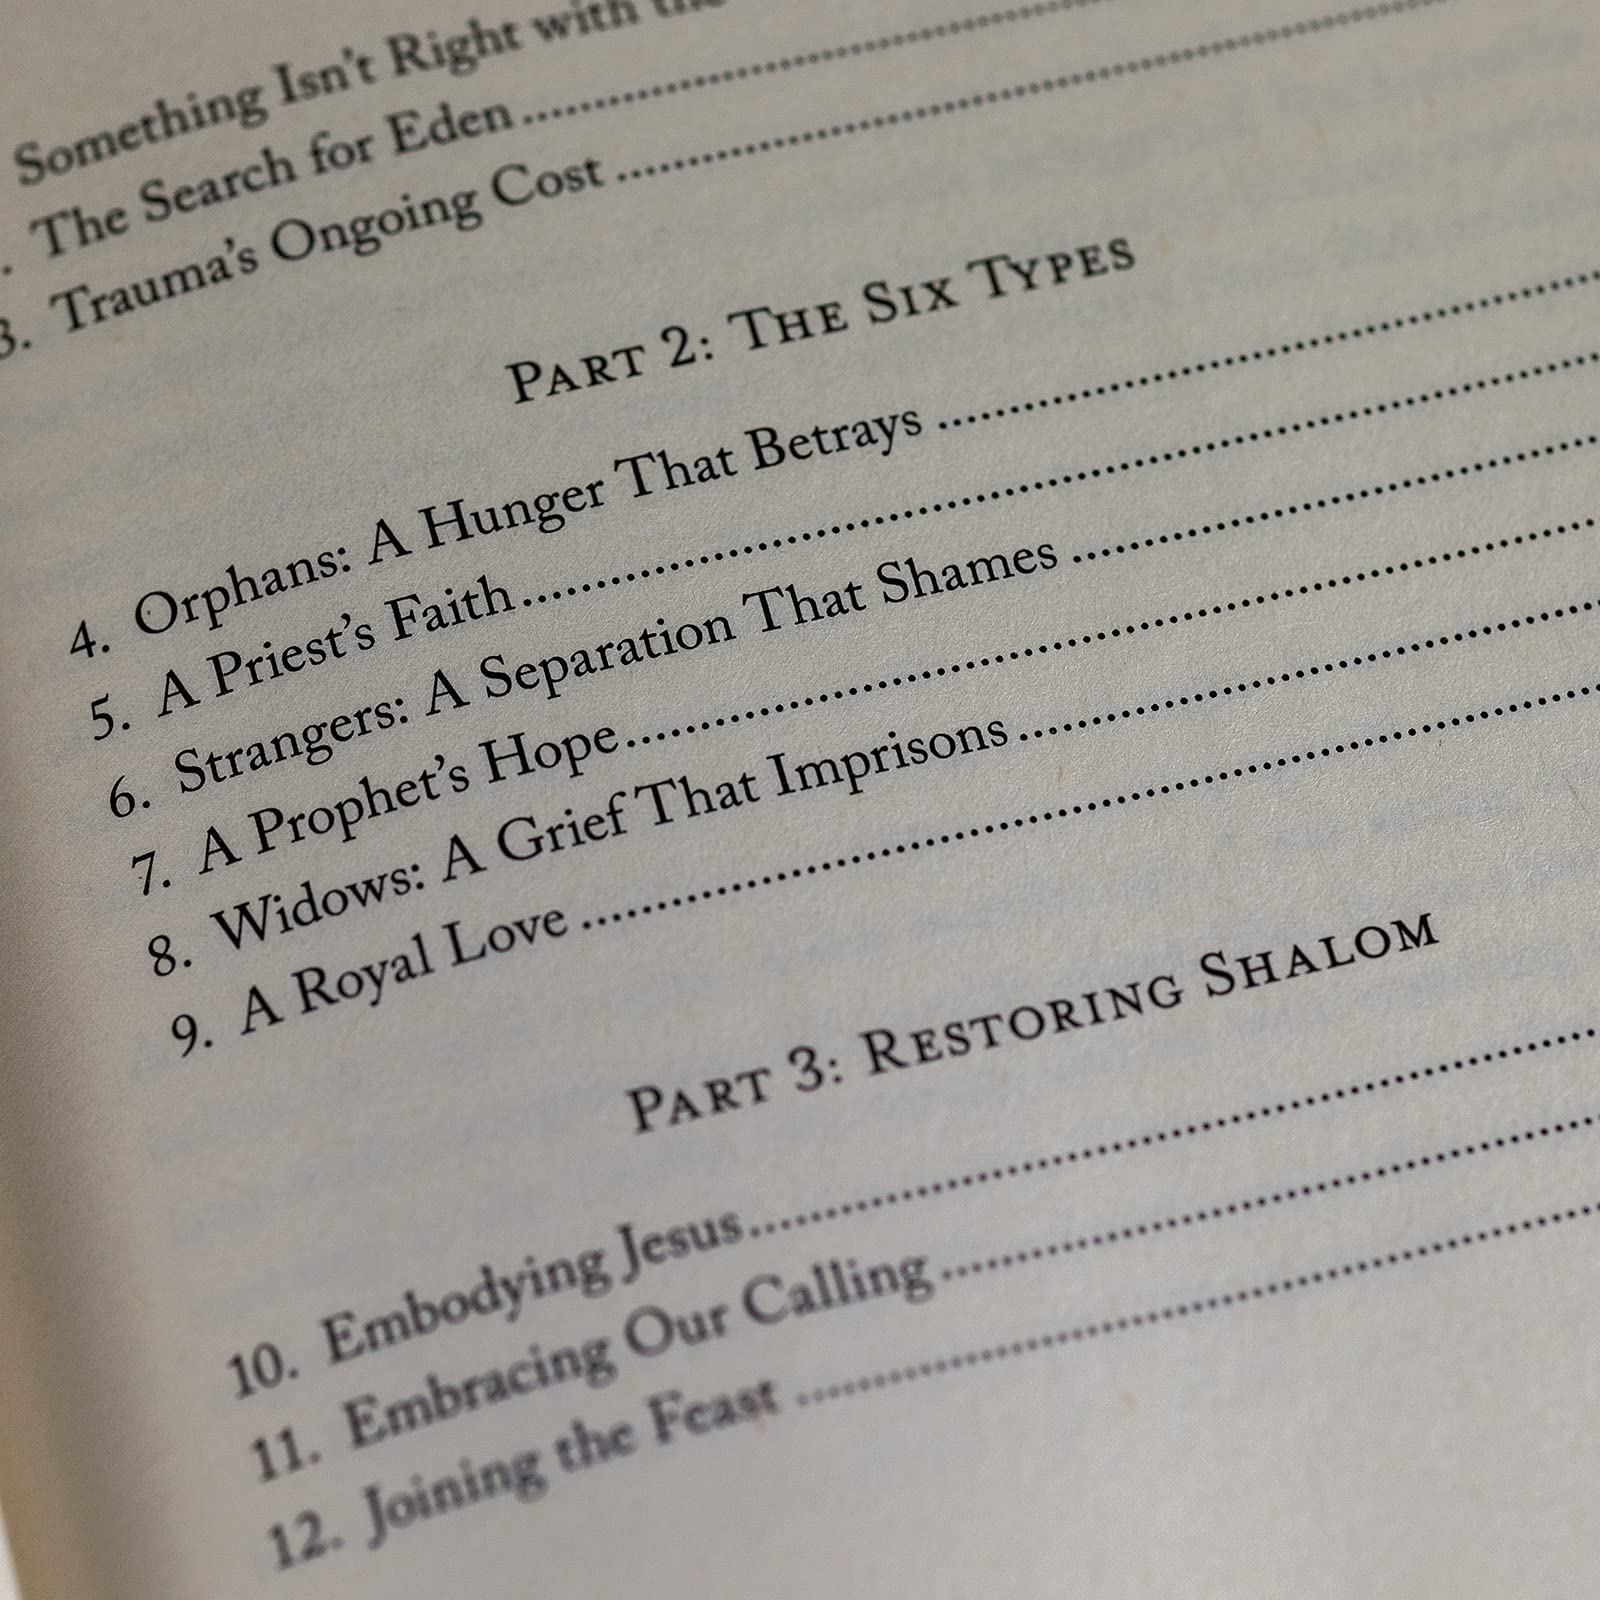 Something Isn't Right with the
. The Search for Eden..............................
3. Trauma's Ongoing Cost ..............................
PART 2: THE SIX TYPES
4. Orphans: A Hunger That Betrays ..............................
5. A Priest's Faith..............................
6. Strangers: A Separation That Shames ..............................
7. A Prophet's Hope..............................
8. Widows: A Grief That Imprisons ..............................
9. A Royal Love ..............................
PART 3: RESTORING SHALOM
10. Embodying Jesus..............................
11. Embracing Our Calling ..............................
12. Joining the Feast ..............................